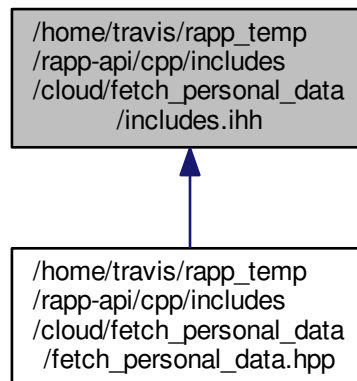 /home/travis/rapp_temp
/rapp-api/cpp/includes
/cloud/fetch_personal_data
/includes.ihh
/home/travis/rapp_temp
/rapp-api/cpp/includes
/cloud/fetch_personal_data
/fetch_personal_data.hpp